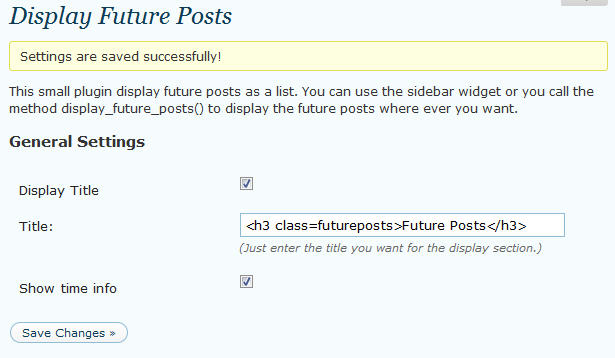 Display Future Posts
Settings are saved successfully!
This small plugin display future posts as a list. You can use the sidebar widget or you call the
method display_future_posts() to display the future posts where ever you want.
General Settings
Display Title
Title:
<h3 class=futureposts>Future Posts</h3>
(Just enter the title you want for the display section.)
Show time info
Save Changes »